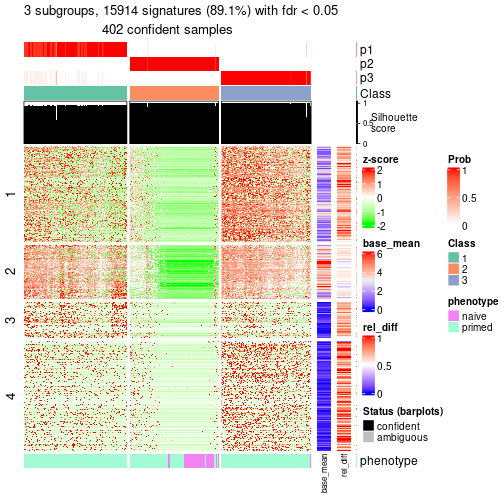 3 subgroups, 15914 signatures (89.1%) with fdr < 0.05
402 confident samples
p1
p2
p3
Class
1
0.5
0
Silhouette
score
1
2
3
4
phenotype
base_mean
rel_diff
z-score
2
1
0
-1
-2
base_mean
6
4
2
0
rel_diff
1
0.5
0
Status (barplots)
confident
ambiguous
Prob
1
0.5
0
Class
1
2
3
phenotype
naive
primed